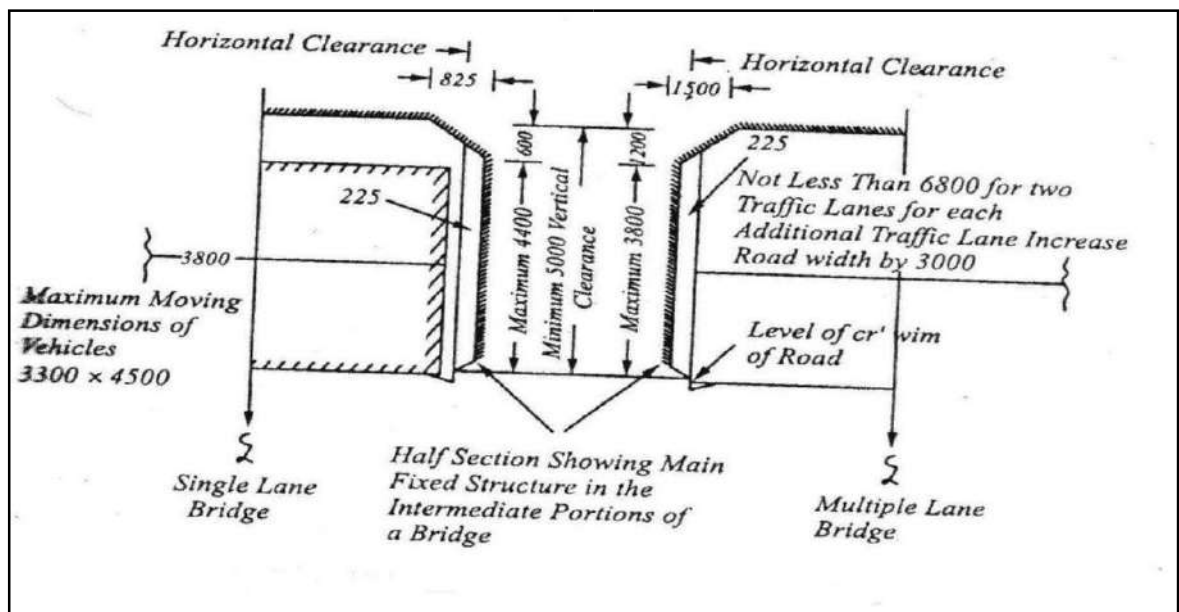 Horizontal Clearance
825
Horizontal Clearance
1500
600
1200
225
225
Maximum 4400
Minimum 5000 Vertical
Clearance
Maximum 3800
Not Less Than 6800 for two
Traffic Lanes for each
Additional Traffic Lane Increase
Road width by 3000
3800
Maximum Moving
Dimensions of
Vehicles
3300 × 4500
Level of cr' wim
of Road
Half Section Showing Main
Fixed Structure in the
Intermediate Portions of
a Bridge
Single Lane
Bridge
Multiple Lane
Bridge